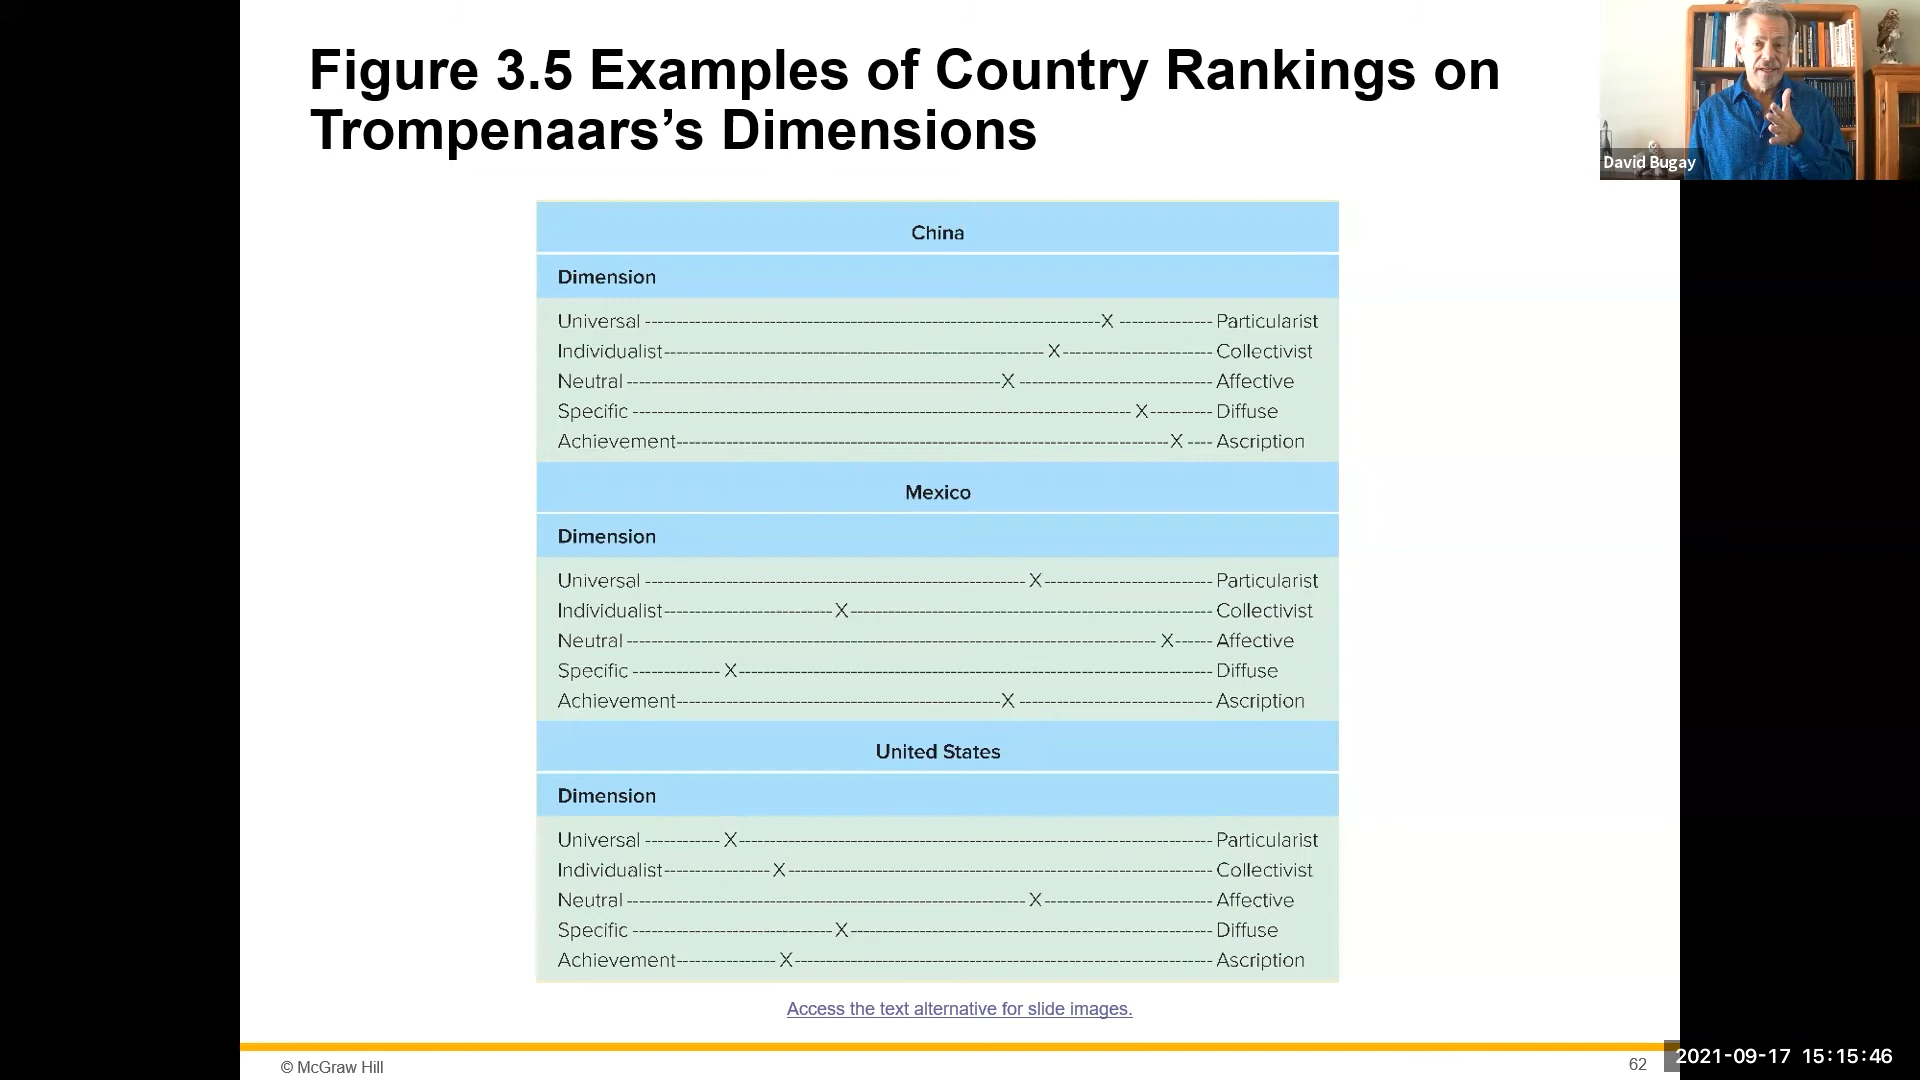 Figure 3.5 Examples of Country Rankings on
Trompenaars’s Dimensions
David Bugay
China
Dimension
Universal ---------- X ---------- Particularist
Individualist ---------- X ---------- Collectivist
Neutral ---------- X ---------- Affective
Specific ---------- X ---------- Diffuse
Achievement ---------- X ---------- Ascription
Mexico
Dimension
Universal ---------- X ---------- Particularist
Individualist ---------- X ---------- Collectivist
Neutral ---------- X ---------- Affective
Specific ---------- X ---------- Diffuse
Achievement ---------- X ---------- Ascription
United States
Dimension
Universal ---------- X ---------- Particularist
Individualist ---------- X ---------- Collectivist
Neutral ---------- X ---------- Affective
Specific ---------- X ---------- Diffuse
Achievement ---------- X ---------- Ascription
Access the text alternative for slide images.
© McGraw Hill
62
2021-09-17 15:15:46